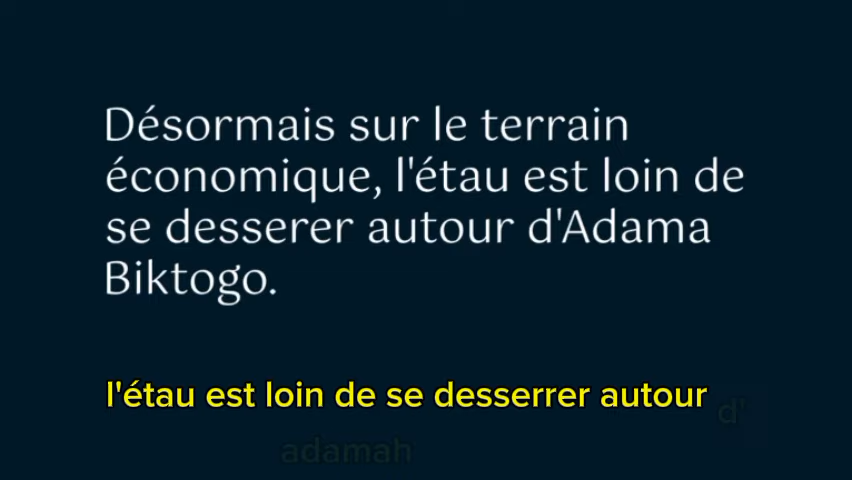 Désormais sur le terrain
économique, l'étau est loin de
se desserer autour d'Adama
Biktogo.
l'étau est loin de se desserrer autour d'
adamah